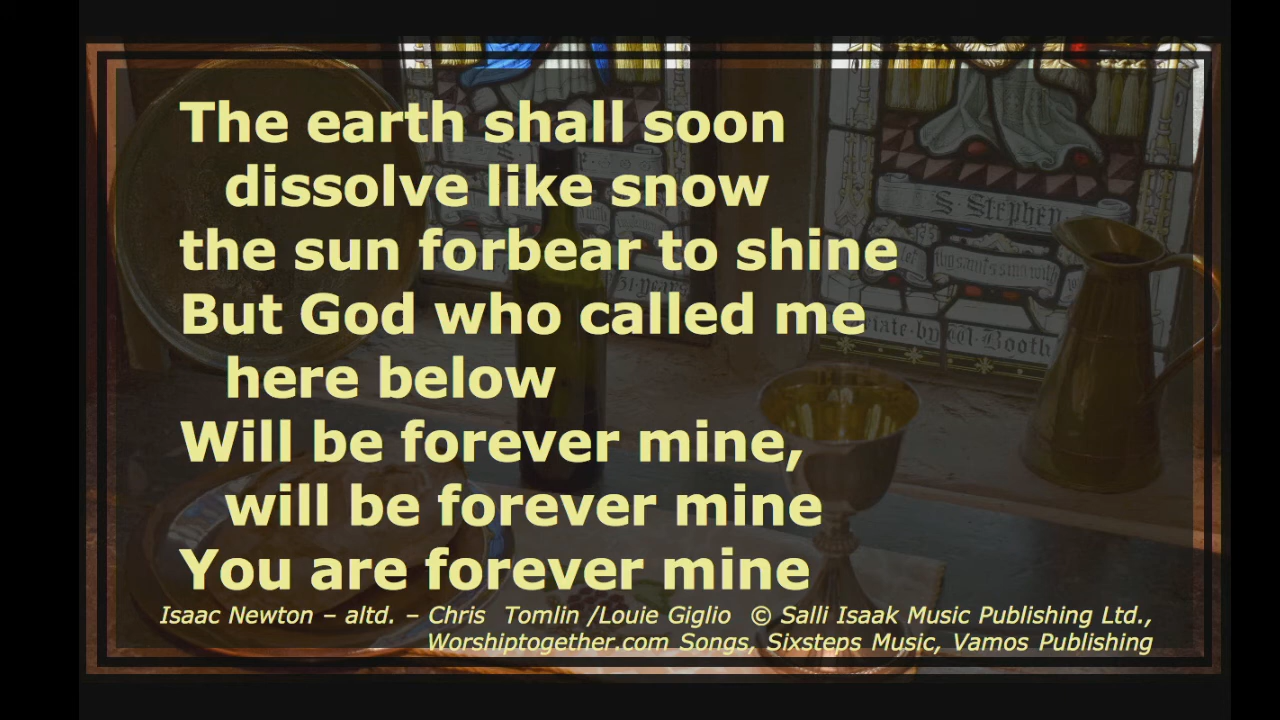 The earth shall soon
dissolve like snow
the sun forbear to shine
But God who called me
here below
Will be forever mine,
will be forever mine
You are forever mine
Isaac Newton – altd. – Chris Tomlin /Louie Giglio © Salli Isaak Music Publishing Ltd.,
Worshiptogether.com Songs, Sixsteps Music, Vamos Publishing
S Stephen
Booth